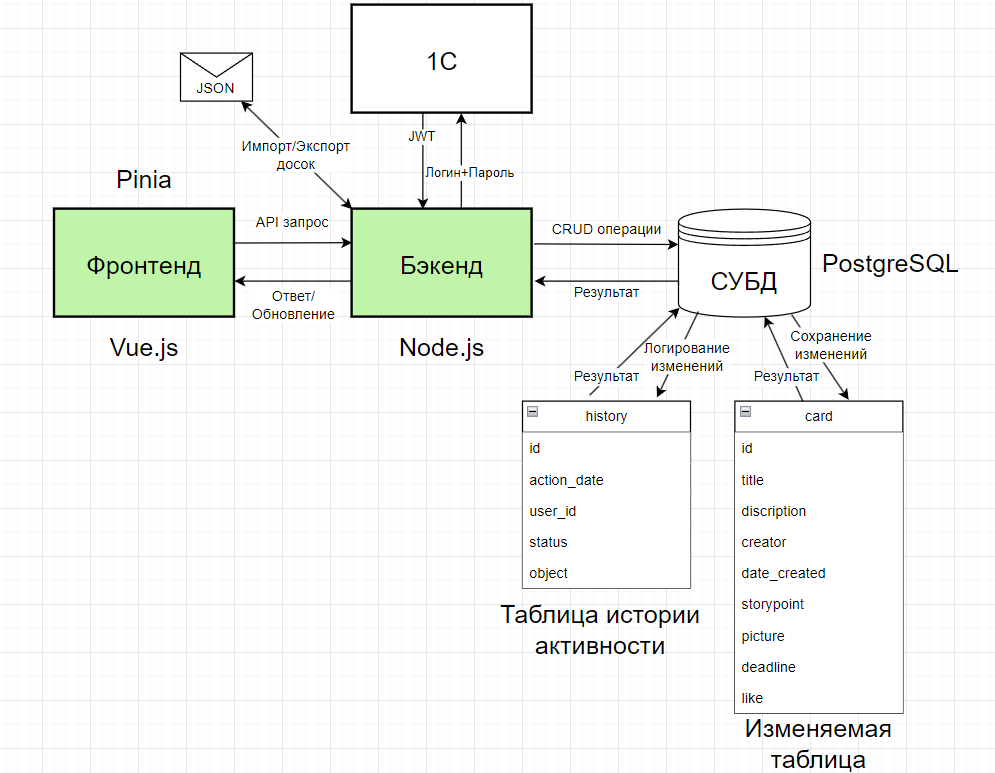 1С
JSON
JWT
Импорт/Экспорт
досок
Логин+Пароль
Pinia
API запрос
CRUD операции
Фронтенд
Бэкенд
СУБД
PostgreSQL
Ответ/
Обновление
Результат
Vue.js
Node.js
Логирование
изменений
Результат
Сохранение
изменений
Результат
history
id
action_date
user_id
status
object
Таблица истории
активности
card
id
title
discription
creator
date_created
storypoint
picture
deadline
like
Изменяемая
таблица